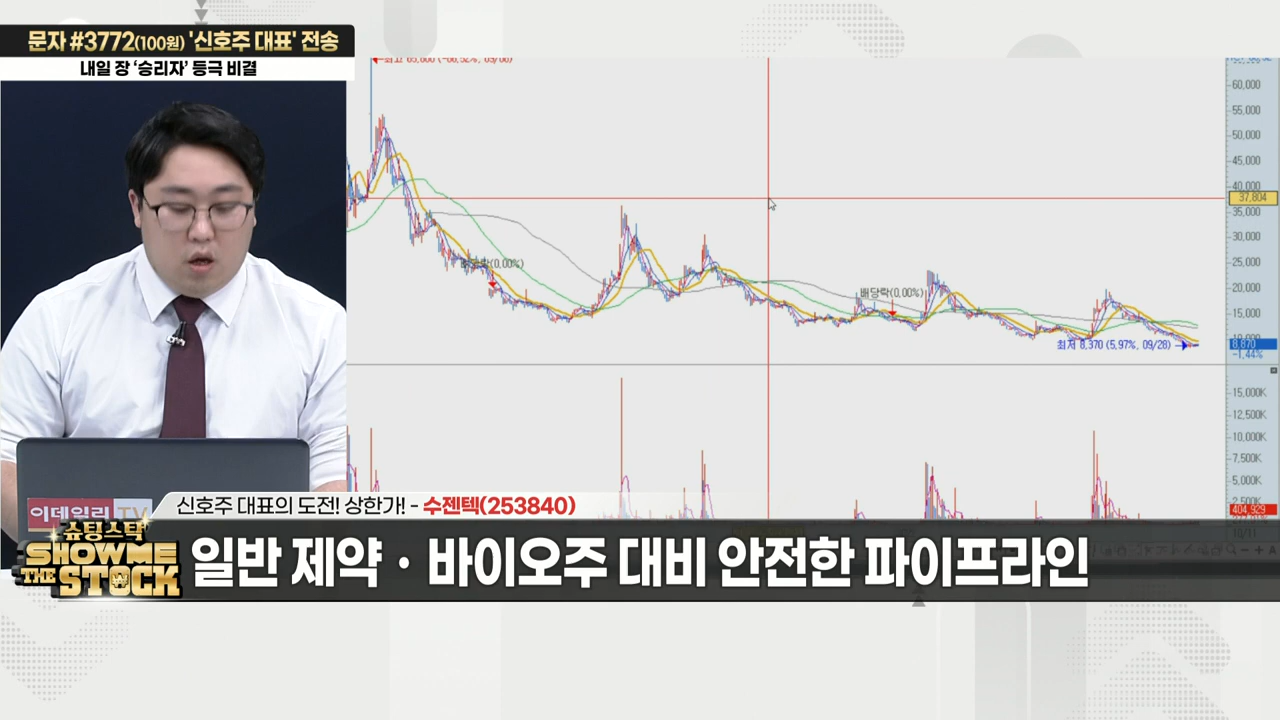 문자 #3772(100원) '신호주 대표' 전송
내일 장 '승리자' 등극 비결
60,000
55,000
50,000
45,000
40,000
37,804
35,000
30,000
25,000
20,000
15,000
배당락(0.00%)
최저 8,370 (5.97%, 09/28)
8,870
-1.44%
15,000K
12,500K
10,000K
7,500K
5,000K
404,929
이데일리 TV
신호주 대표의 도전! 상한가! - 수젠텍(253840)
슈팅스탁
SHOW ME
THE STOCK
일반 제약 · 바이오주 대비 안전한 파이프라인